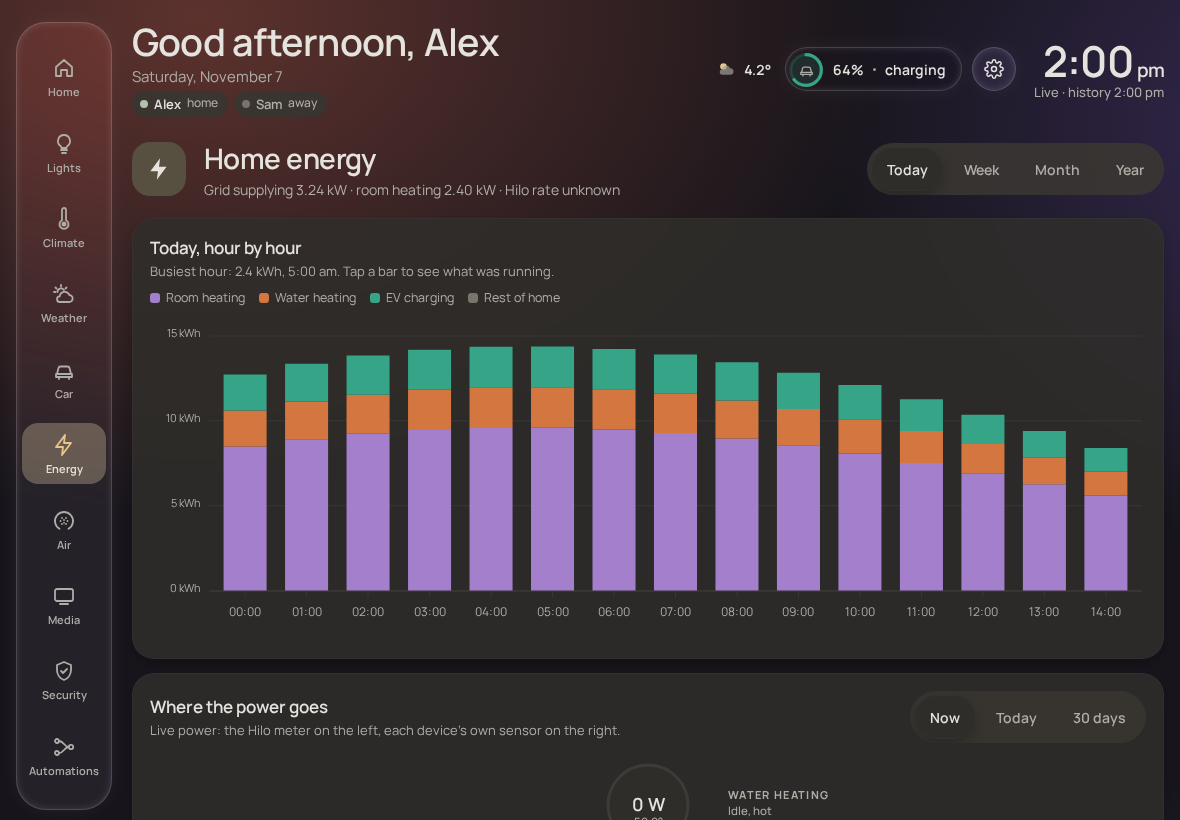 Good afternoon, Alex
Saturday, November 7
Alex home
Sam away
4.2°
64% · charging
2:00 pm
Live · history 2:00 pm
Home
Lights
Climate
Weather
Car
Energy
Air
Media
Security
Automations
Home energy
Grid supplying 3.24 kW · room heating 2.40 kW · Hilo rate unknown
Today Week Month Year
Today, hour by hour
Busiest hour: 2.4 kWh, 5:00 am. Tap a bar to see what was running.
Room heating Water heating EV charging Rest of home
15 kWh
10 kWh
5 kWh
0 kWh
00:00 01:00 02:00 03:00 04:00 05:00 06:00 07:00 08:00 09:00 10:00 11:00 12:00 13:00 14:00
Where the power goes
Live power: the Hilo meter on the left, each device's own sensor on the right.
Now Today 30 days
0 W
WATER HEATING
Idle, hot